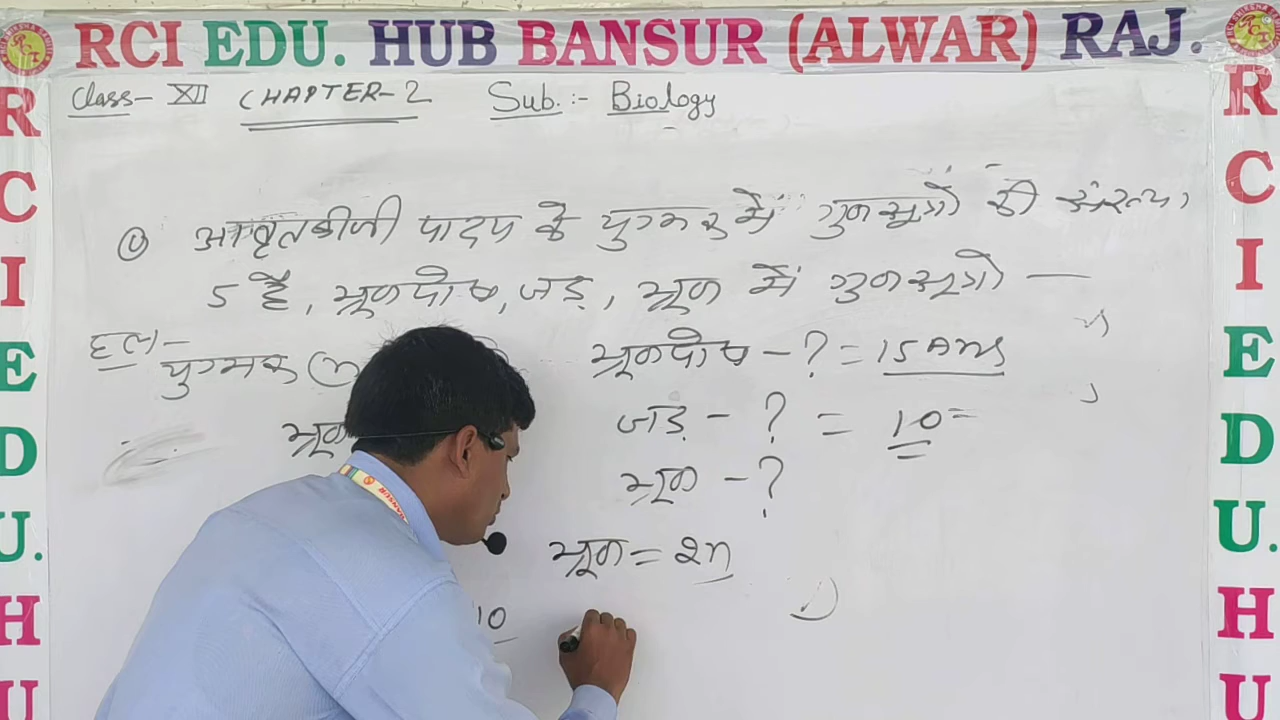 RCI EDU. HUB BANSUR (ALWAR) RAJ.
Class- XII CHAPTER-2 Sub.:- Biology
① आवृतबीजी पादप के युग्मक में गुणसूत्रो की संख्या
5 है, भ्रूणपोष, जड़, भ्रूण में गुणसूत्रो —
हल-
युग्मक (n
भ्रूणपोष - ? = 15 Ans
भ्रूण
जड़ - ? = 10
भ्रूण - ?
भ्रूण = 2n
10
R
C
I
E
D
U.
H
U
R
C
I
E
D
U.
H
U
BANSUR